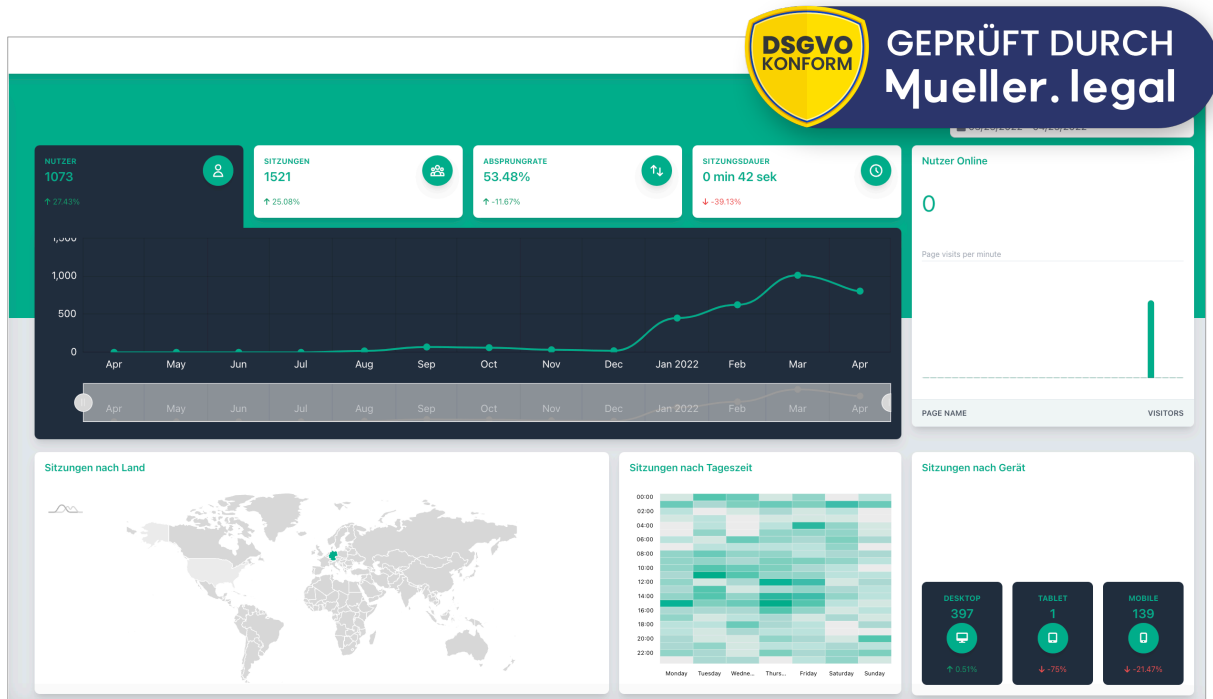 DSGVO
KONFORM
GEPRÜFT DURCH
Mueller.legal
NUTZER
1073
↑ 27.43%
SITZUNGEN
1521
↑ 25.08%
ABSPRUNGRATE
53.48%
↑ -11.67%
SITZUNGSDAUER
0 min 42 sek
↓ -39.13%
Nutzer Online
0
Page visits per minute
PAGE NAME VISITORS
1,500
1,000
500
0
Apr May Jun Jul Aug Sep Oct Nov Dec Jan 2022 Feb Mar Apr
Apr May Jun Jul Aug Sep Oct Nov Dec Jan 2022 Feb Mar Apr
Sitzungen nach Land
Sitzungen nach Tageszeit
00:00
02:00
04:00
06:00
08:00
10:00
12:00
14:00
16:00
18:00
20:00
22:00
Monday Tuesday Wedne... Thurs... Friday Saturday Sunday
Sitzungen nach Gerät
DESKTOP
397
↑ 0.51%
TABLET
1
↓ -75%
MOBILE
139
↓ -21.47%